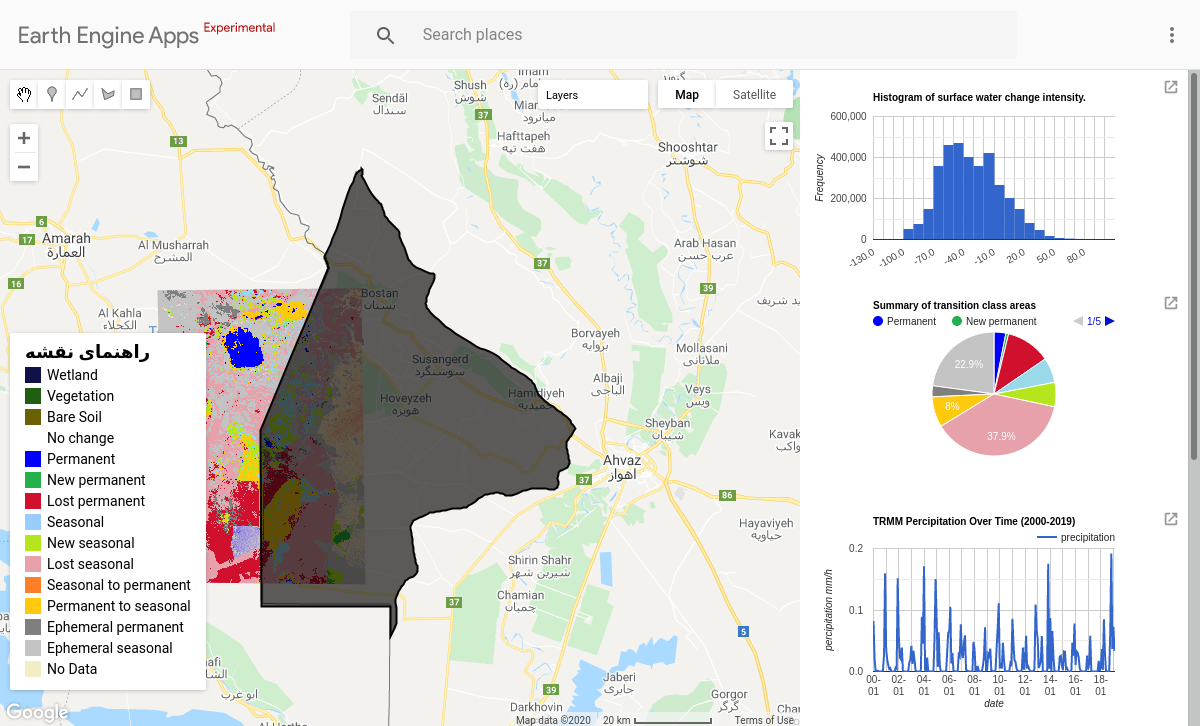 Earth Engine Apps Experimental
Search places
Layers
Map
Satellite
Shush
شوش
Sendāl
سندال
37
Hafttapeh
هفت تپه
Shooshtar
شوشتر
13
6
17
Amarah
العمارة
Al Musharrah
المشرح
16
Al Kahla
الكحلاء
Arab Hasan
عرب حسن
37
39
Bostan
بستان
Borvayeh
بروایه
Mollasani
ملاثانی
Susangerd
سوسنگرد
Albaji
الباجی
Veys
ویس
Hoveyzeh
هویزه
Hamidiyeh
حمیدیه
Sheyban
شیبان
Ahvaz
اهواز
37
86
Hayaviyeh
حیاویه
Shirin Shahr
شیرین شهر
Chamian
چمیان
37
5
Jaberi
جابری
39
Gorgor
گرگر
Darkhovin
ابو غرب
راهنمای نقشه
Wetland
Vegetation
Bare Soil
No change
Permanent
New permanent
Lost permanent
Seasonal
New seasonal
Lost seasonal
Seasonal to permanent
Permanent to seasonal
Ephemeral permanent
Ephemeral seasonal
No Data
Google
Map data ©2020
20 km
Terms of Use
Histogram of surface water change intensity.
Frequency
600,000
400,000
200,000
0
-130.0
-100.0
-70.0
-40.0
-10.0
20.0
50.0
80.0
Summary of transition class areas
Permanent
New permanent
1/5
22.9%
8%
37.9%
TRMM Percipitation Over Time (2000-2019)
precipitation
percipitation mm/h
0.2
0.1
0.0
00-01
02-01
04-01
06-01
08-01
10-01
12-01
14-01
16-01
18-01
date